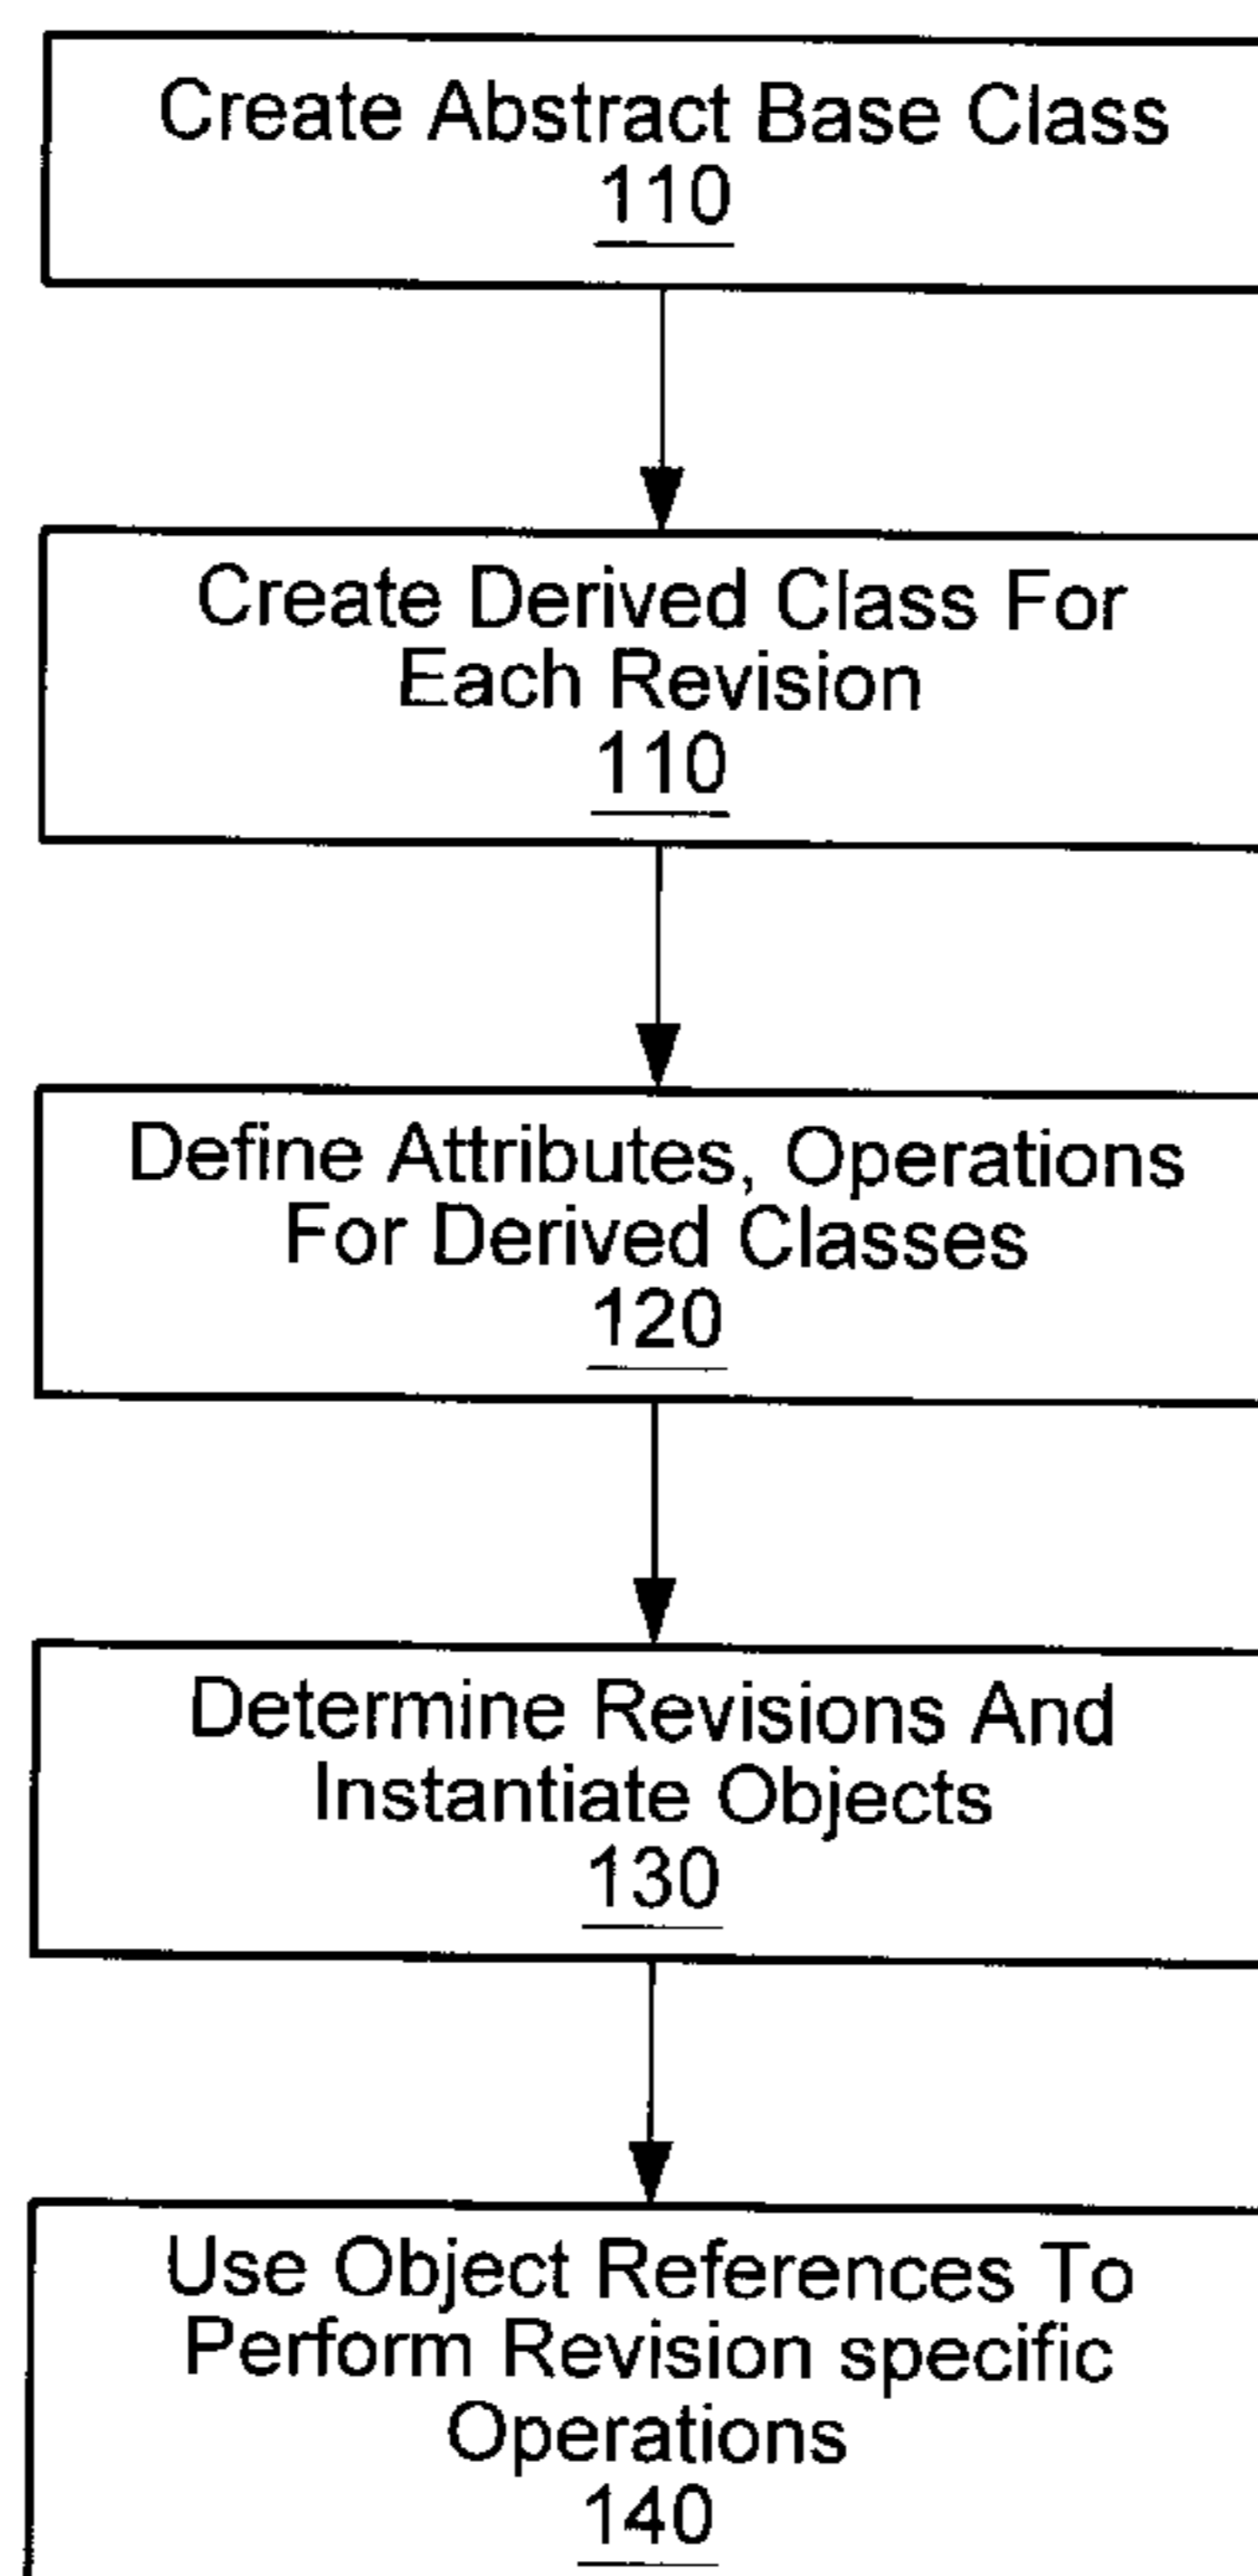 Create Abstract Base Class
110
Create Derived Class For
Each Revision
110
Define Attributes, Operations
For Derived Classes
120
Determine Revisions And
Instantiate Objects
130
Use Object References To
Perform Revision specific
Operations
140